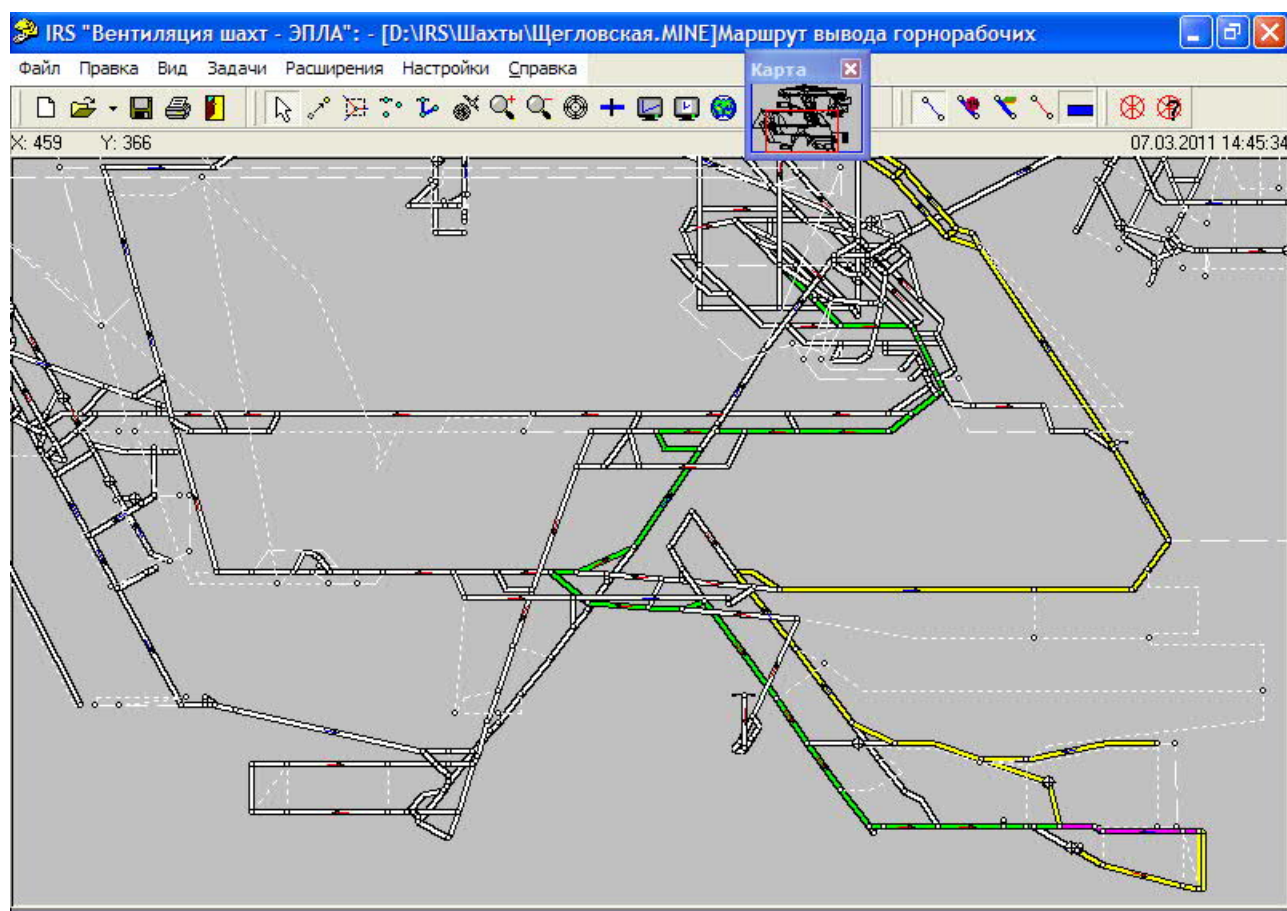 IRS "Вентиляция шахт - ЭПЛА": - [D:\IRS\Шахты\Щегловская.MINE]Маршрут вывода горнорабочих
Файл Правка Вид Задачи Расширения Настройки Справка
Карта
X: 459 Y: 366 07.03.2011 14:45:34